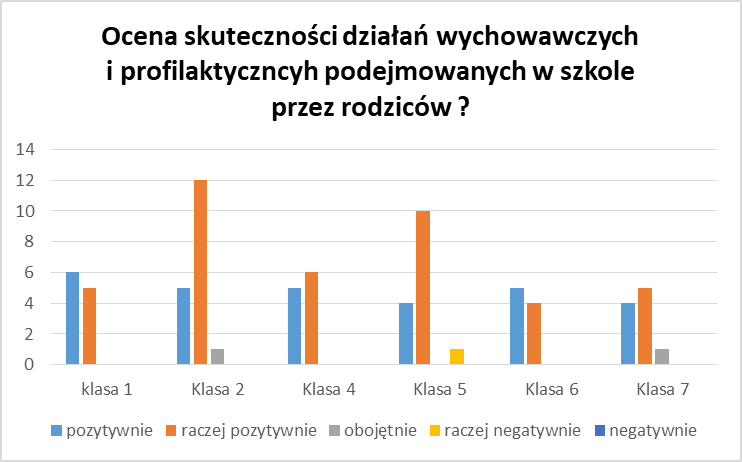 Ocena skuteczności działań wychowawczych
i profilaktyczncyh podejmowanych w szkole
przez rodziców ?
14
12
10
8
6
4
2
0
klasa 1 Klasa 2 Klasa 4 Klasa 5 Klasa 6 Klasa 7
pozytywnie raczej pozytywnie obojętnie raczej negatywnie negatywnie